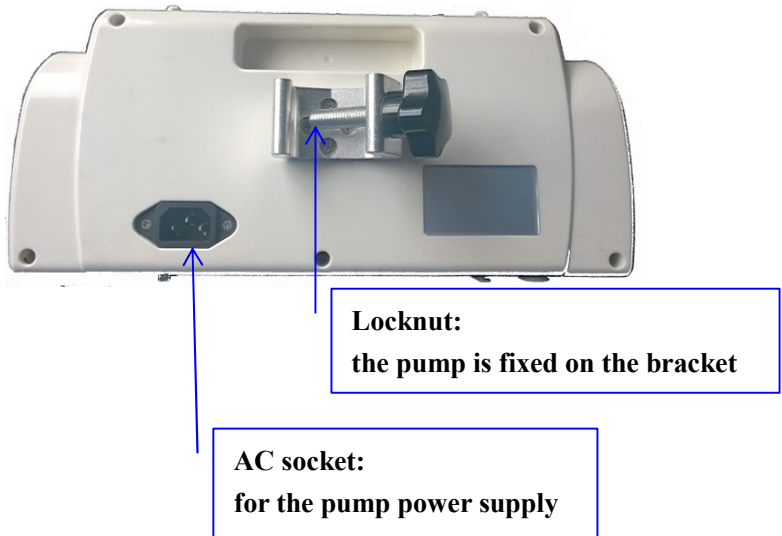 Locknut:
the pump is fixed on the bracket
AC socket:
for the pump power supply